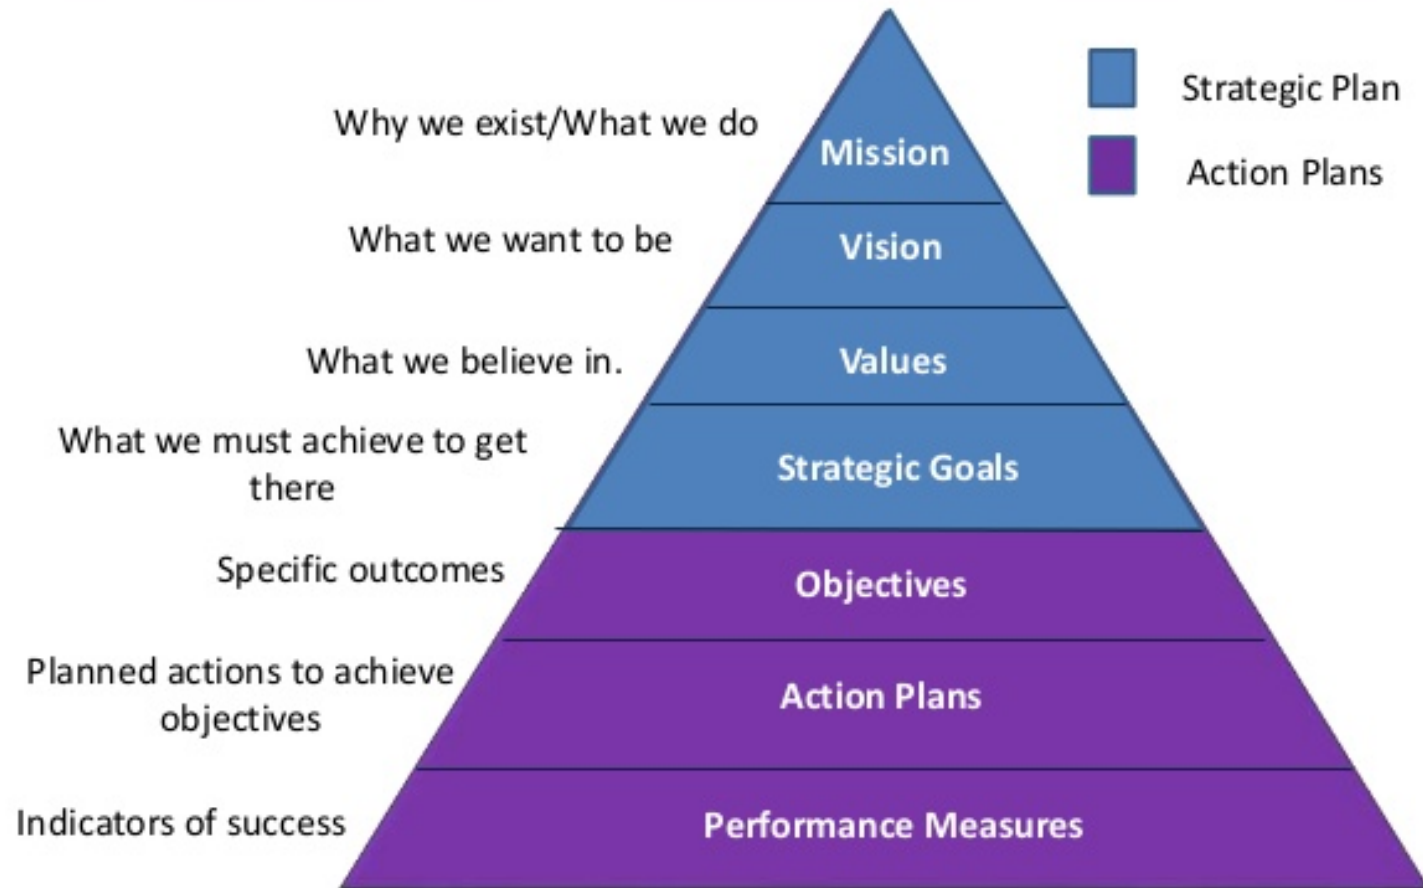 Strategic Plan
Action Plans
Why we exist/What we do
Mission
What we want to be
Vision
What we believe in.
Values
What we must achieve to get
there
Strategic Goals
Specific outcomes
Objectives
Planned actions to achieve
objectives
Action Plans
Indicators of success
Performance Measures